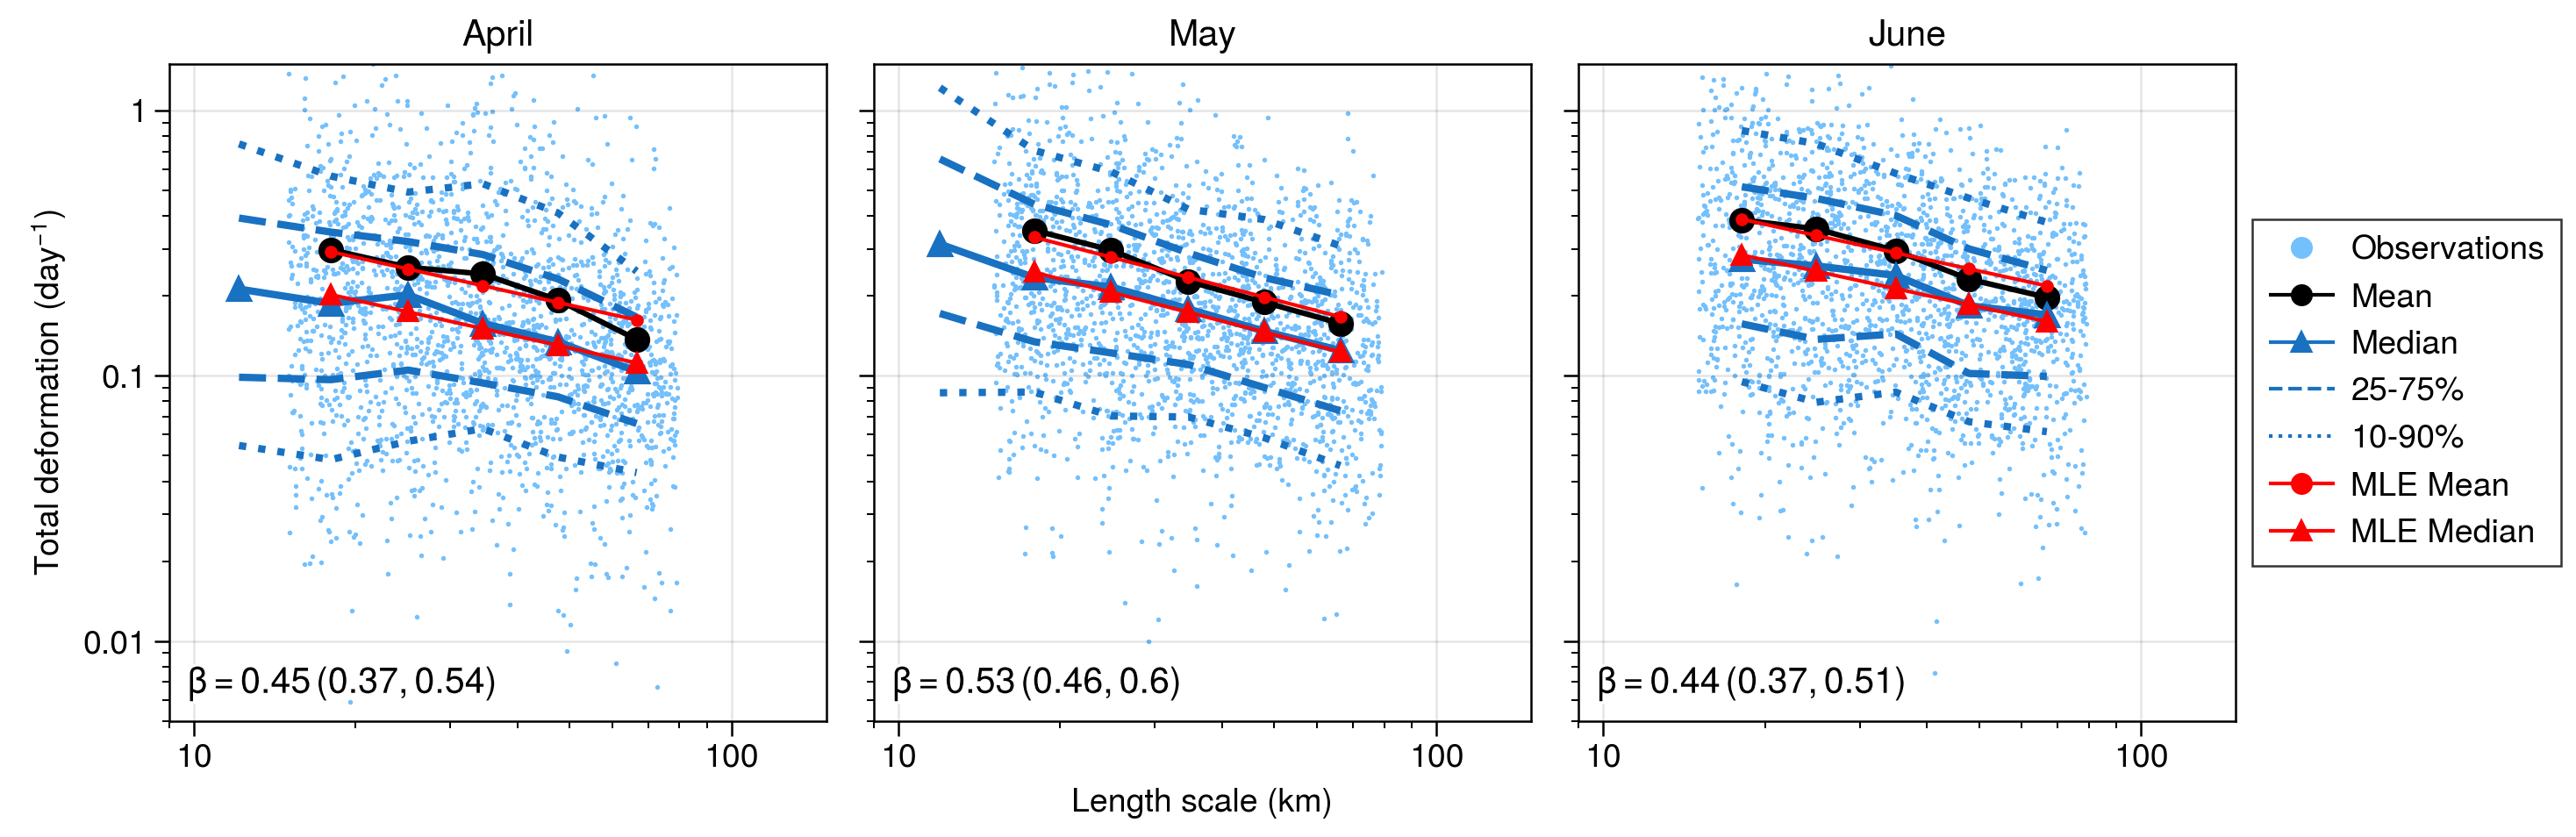 April
May
June
Total deformation (day⁻¹)
1
0.1
0.01
β = 0.45 (0.37, 0.54)
β = 0.53 (0.46, 0.6)
β = 0.44 (0.37, 0.51)
10
100
10
100
10
100
Length scale (km)
Observations
Mean
Median
25-75%
10-90%
MLE Mean
MLE Median